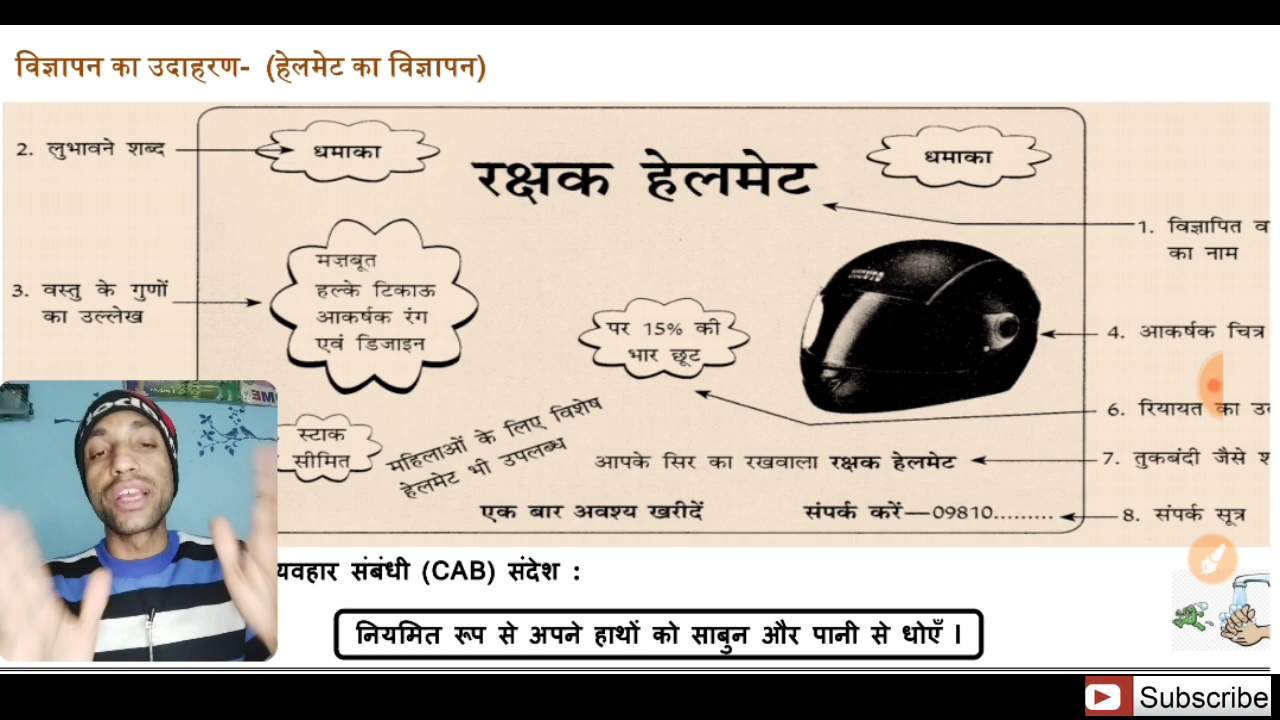 विज्ञापन का उदाहरण- (हेलमेट का विज्ञापन)
2. लुभावने शब्द
धमाका
रक्षक हेलमेट
धमाका
1. विज्ञापित
का नाम
3. वस्तु के गुणों
का उल्लेख
मज़बूत
हल्के टिकाऊ
आकर्षक रंग
एवं डिजाइन
पर 15% की
भार छूट
4. आकर्षक चित्र
6. रियायत का
स्टाक
सीमित
महिलाओं के लिए विशेष
हेलमेट भी उपलब्ध
आपके सिर का रखवाला रक्षक हेलमेट
7. तुकबंदी जैसे
एक बार अवश्य खरीदें
संपर्क करें—09810.........
8. संपर्क सूत्र
संबंधी (CAB) संदेश :
नियमित रूप से अपने हाथों को साबुन और पानी से धोएँ ।
Subscribe